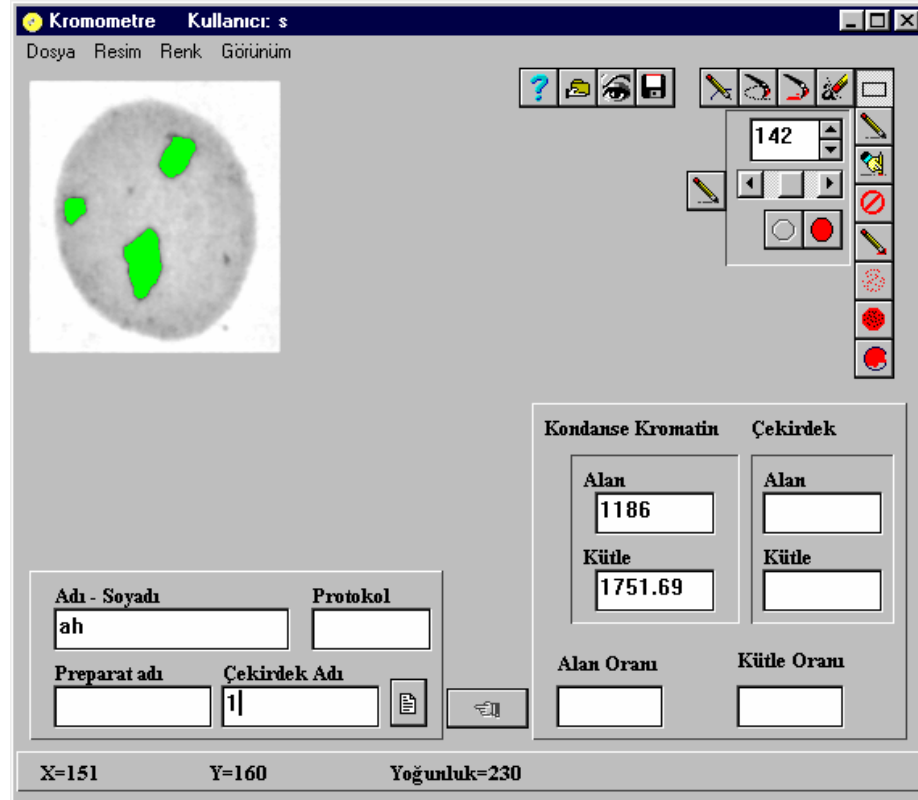 Kromometre Kullanıcı: s
Dosya Resim Renk Görünüm
142
Kondanse Kromatin Çekirdek
Alan Alan
1186
Kütle Kütle
1751.69
Adı - Soyadı Protokol
ah
Preparat adı Çekirdek Adı
1
Alan Oranı Kütle Oranı
X=151 Y=160 Yoğunluk=230